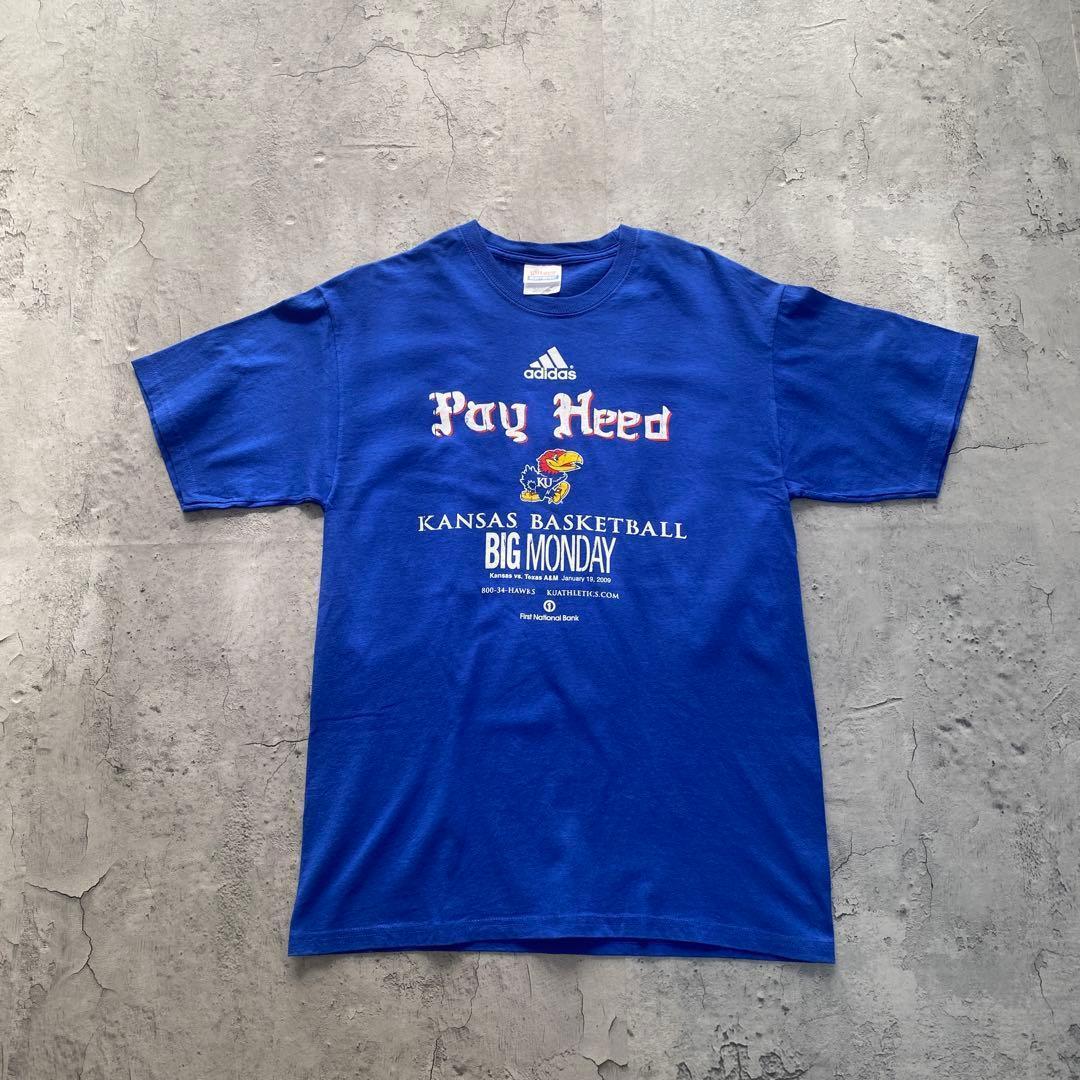 adidas
Pay Heed
KU
KANSAS BASKETBALL
BIG MONDAY
Kansas vs. Texas A&M January 19, 2009
800-34-HAWKS KUATHLETICS.COM
1
First National Bank